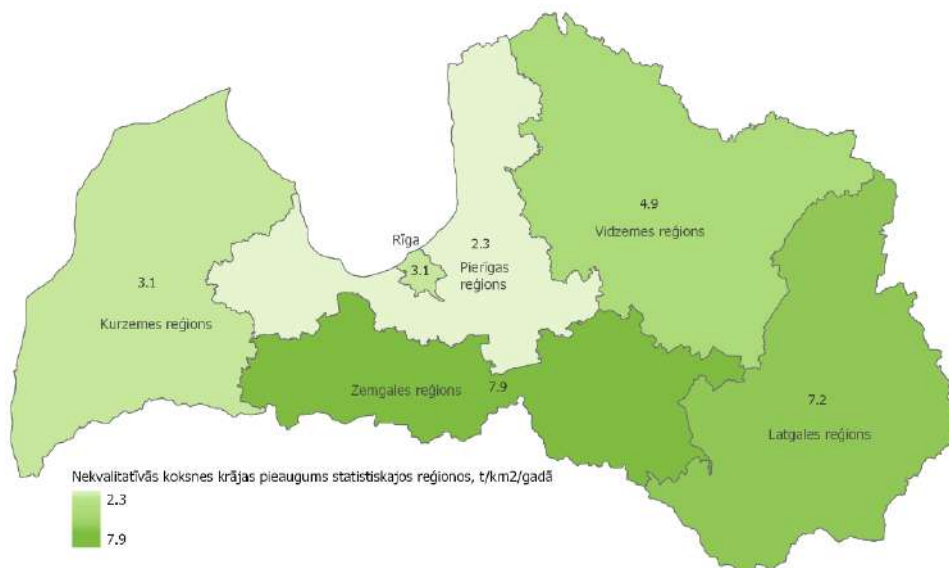 4.9
Vidzemes reģions
Rīga
2.3
Pierīgas
reģions
3.1
3.1
Kurzemes reģions
Zemgales reģions
7.9
7.2
Latgales reģions
Nekvalitatīvās koksnes krājas pieaugums statistiskajos reģionos, t/km2/gadā
2.3
7.9